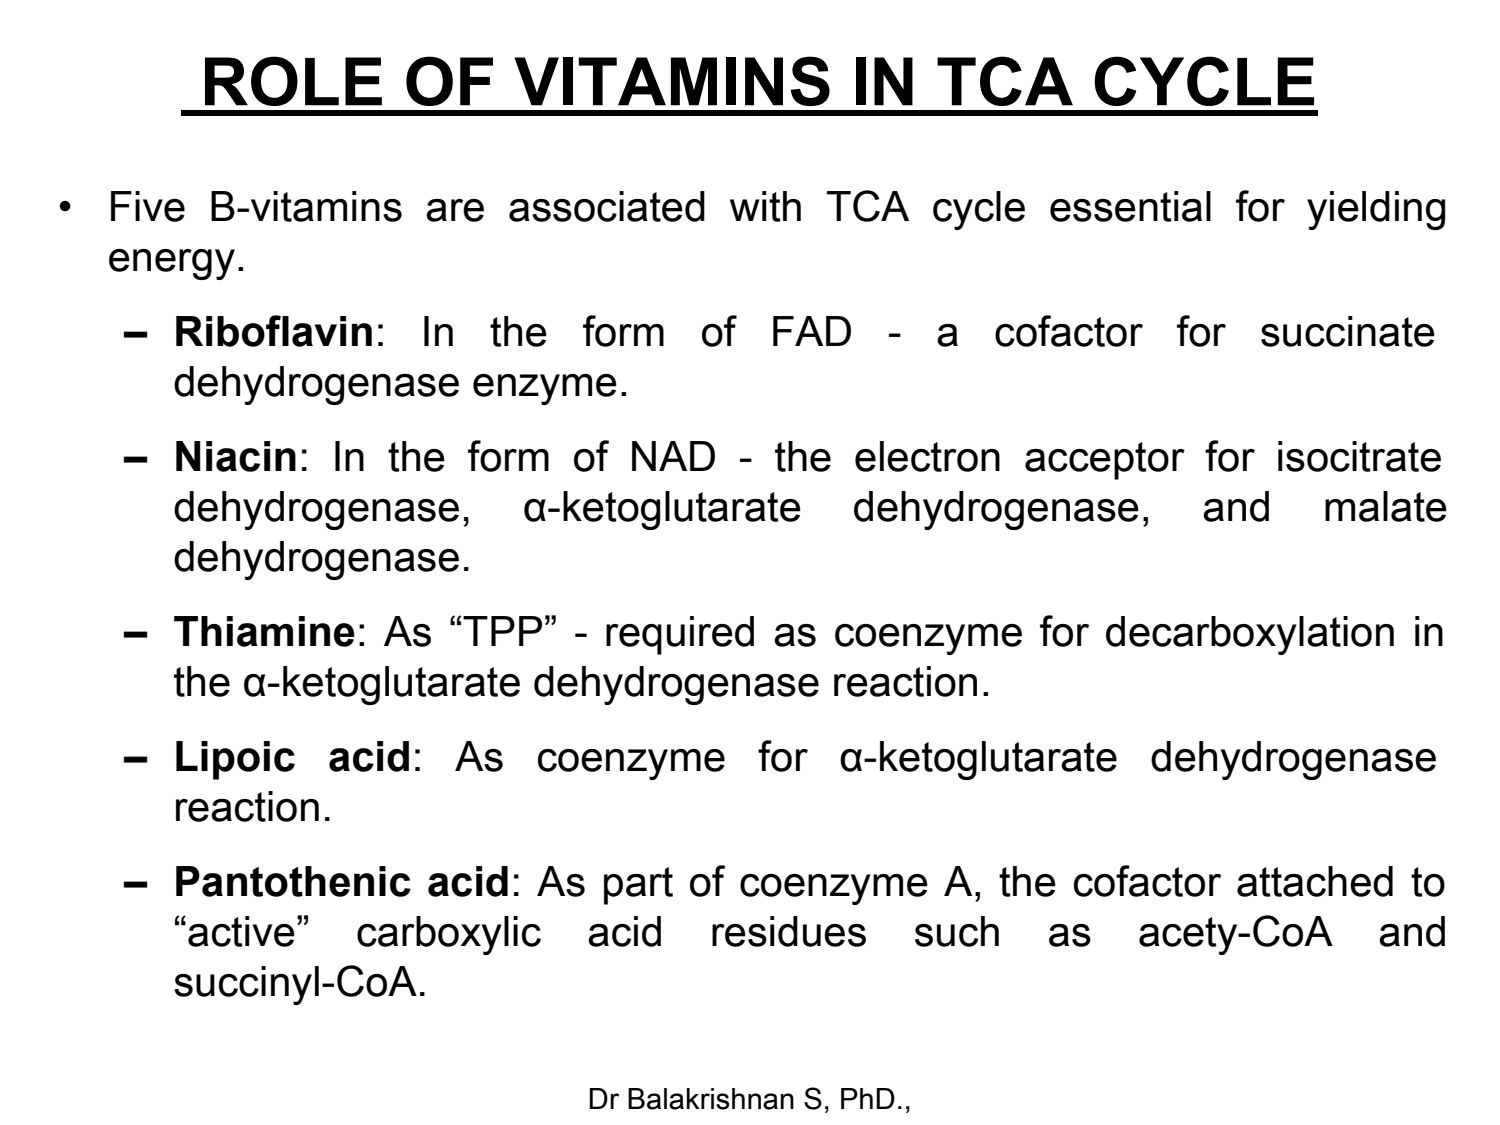 ROLE OF VITAMINS IN TCA CYCLE
• Five B-vitamins are associated with TCA cycle essential for yielding
energy.
– Riboflavin: In the form of FAD - a cofactor for succinate
dehydrogenase enzyme.
– Niacin: In the form of NAD - the electron acceptor for isocitrate
dehydrogenase, α-ketoglutarate dehydrogenase, and malate
dehydrogenase.
– Thiamine: As “TPP” - required as coenzyme for decarboxylation in
the α-ketoglutarate dehydrogenase reaction.
– Lipoic acid: As coenzyme for α-ketoglutarate dehydrogenase
reaction.
– Pantothenic acid: As part of coenzyme A, the cofactor attached to
“active” carboxylic acid residues such as acety-CoA and
succinyl-CoA.
Dr Balakrishnan S, PhD.,